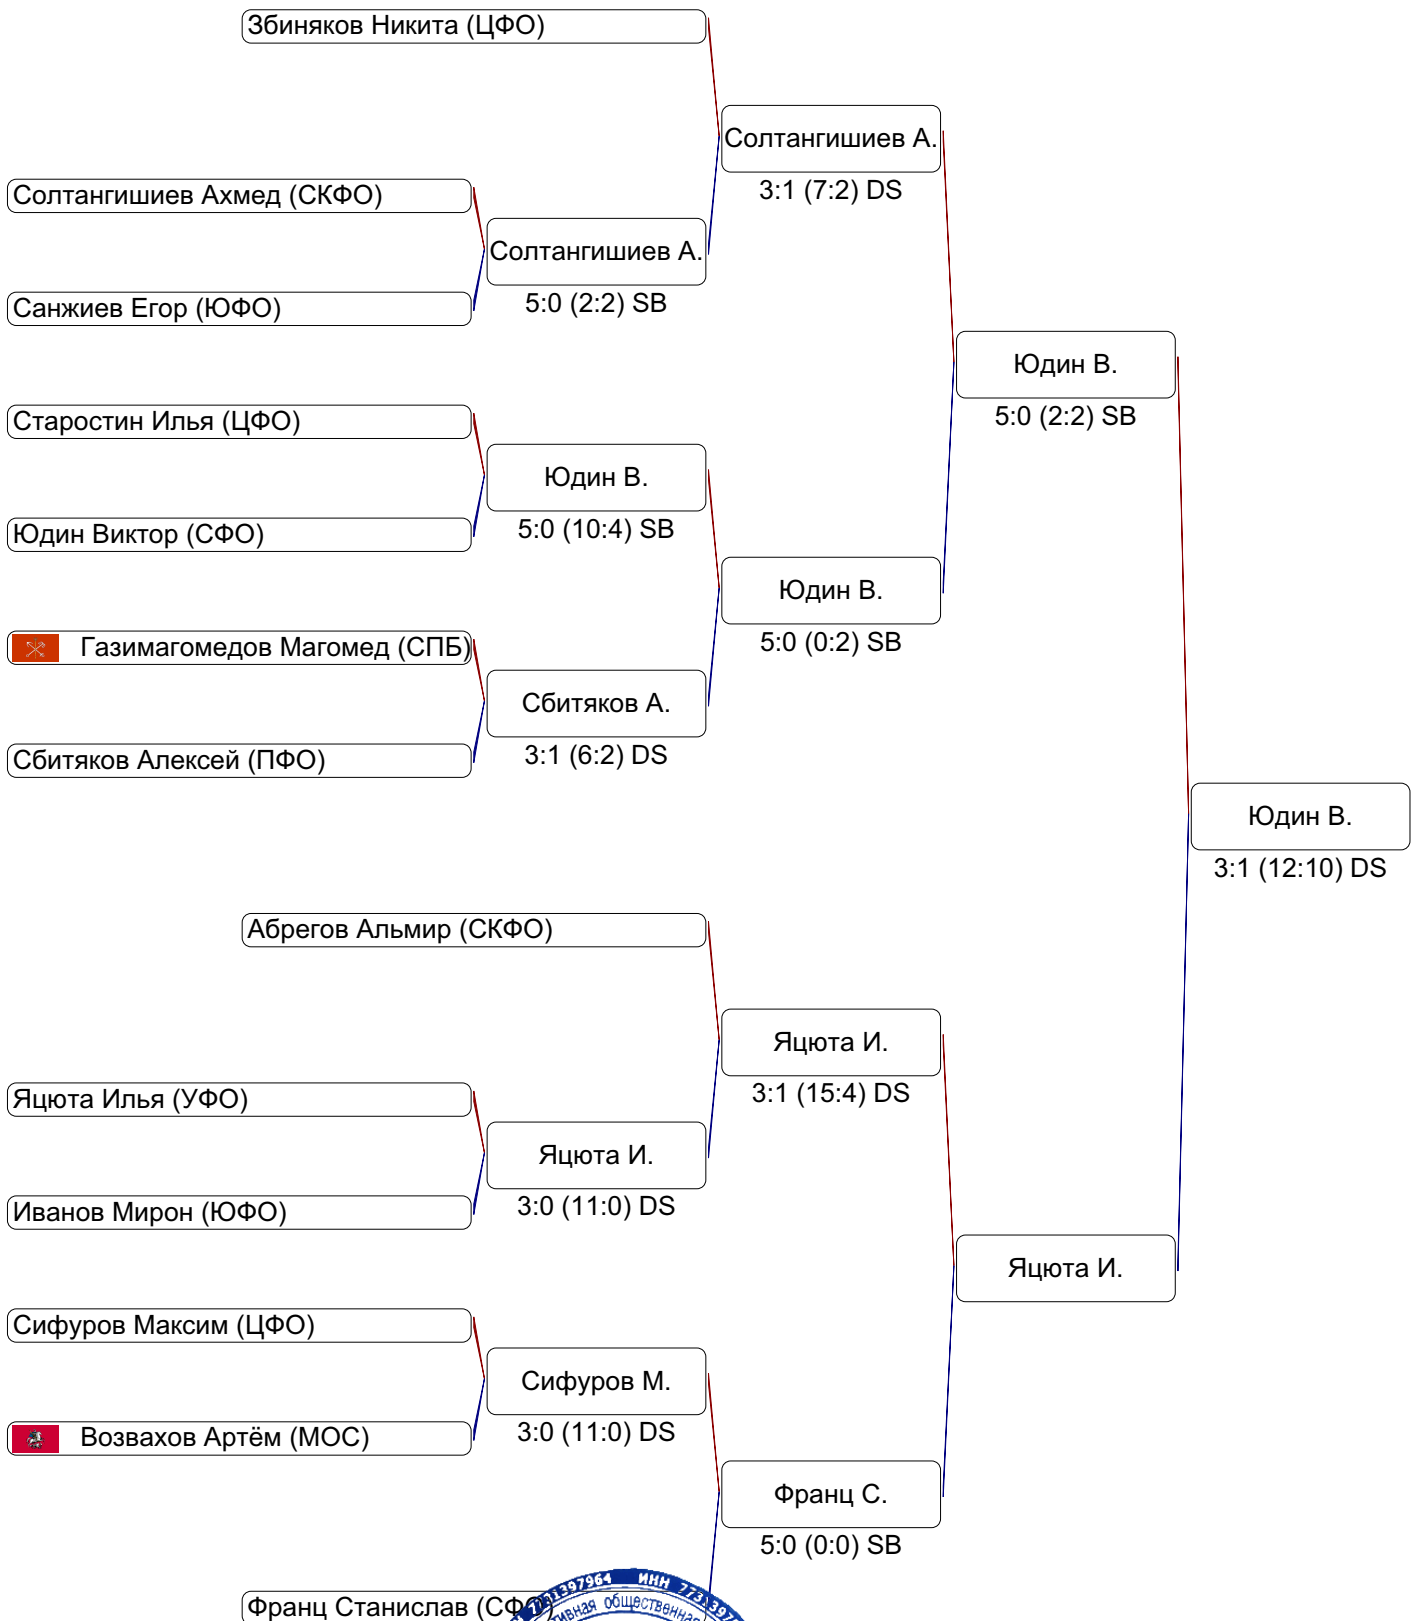 Збиняков Никита (ЦФО)
Солтангишиев А.
3:1 (7:2) DS
Солтангишиев Ахмед (СКФО)
Солтангишиев А.
5:0 (2:2) SB
Санжиев Егор (ЮФО)
Юдин В.
5:0 (2:2) SB
Старостин Илья (ЦФО)
Юдин В.
5:0 (10:4) SB
Юдин Виктор (СФО)
Юдин В.
5:0 (0:2) SB
Газимагомедов Магомед (СПБ)
Сбитяков А.
3:1 (6:2) DS
Сбитяков Алексей (ПФО)
Юдин В.
3:1 (12:10) DS
Абрегов Альмир (СКФО)
Яцюта И.
3:1 (15:4) DS
Яцюта Илья (УФО)
Яцюта И.
3:0 (11:0) DS
Иванов Мирон (ЮФО)
Яцюта И.
Сифуров Максим (ЦФО)
Сифуров М.
3:0 (11:0) DS
Возвахов Артём (МОС)
Франц С.
5:0 (0:0) SB
Франц Станислав (СФО)
ИНН
общественная